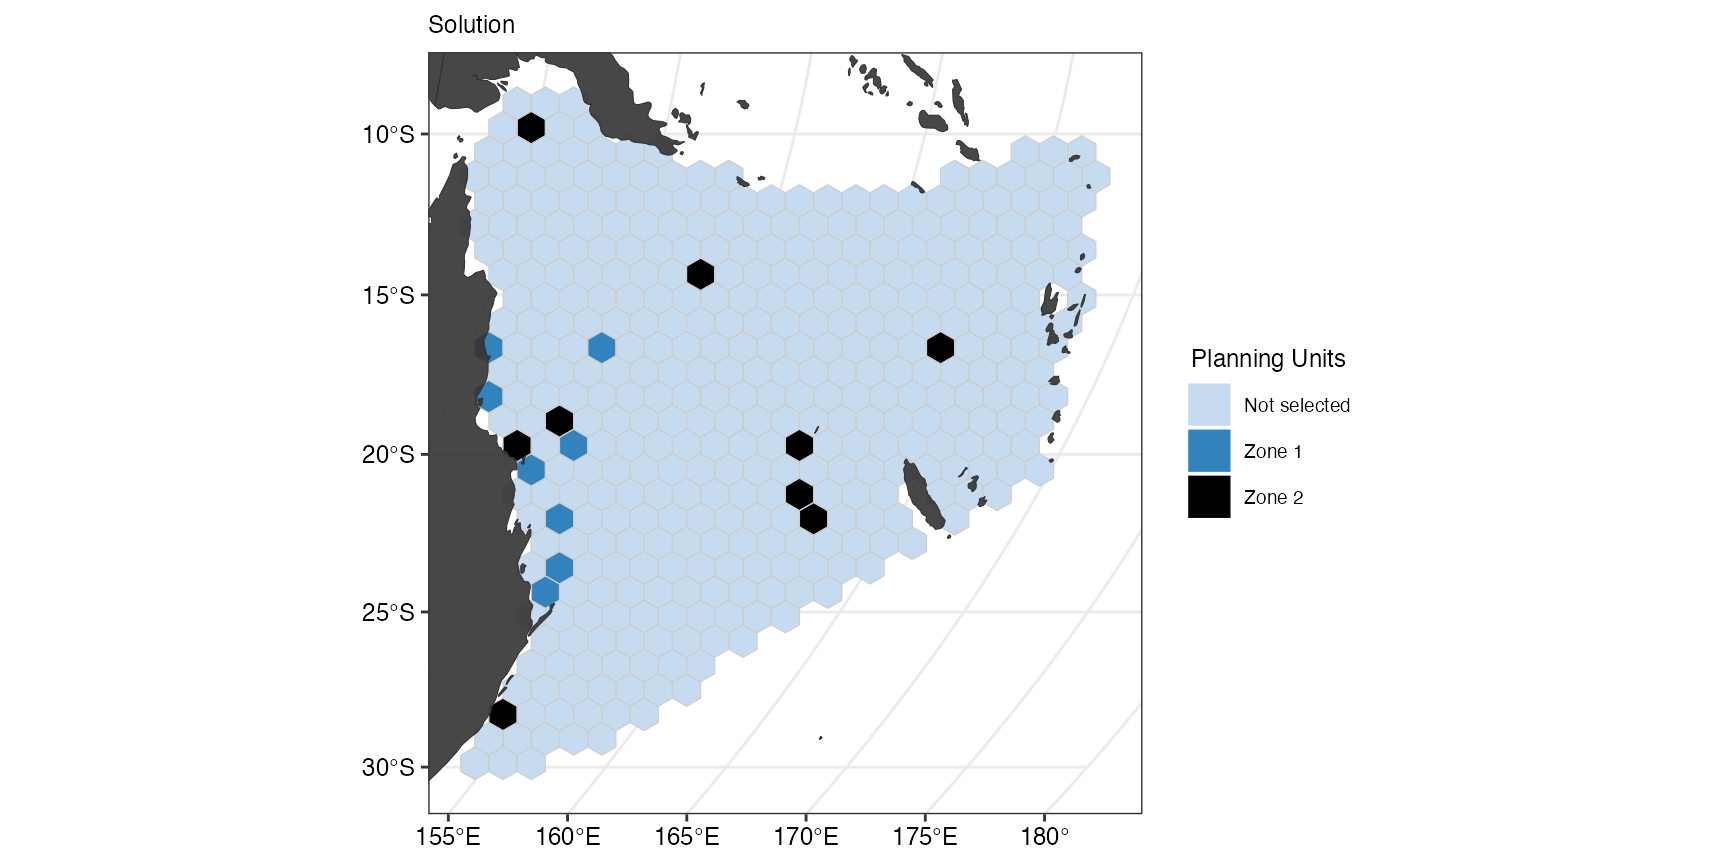 Solution
10°S
15°S
20°S
25°S
30°S
155°E 160°E 165°E 170°E 175°E 180°
Planning Units
Not selected
Zone 1
Zone 2